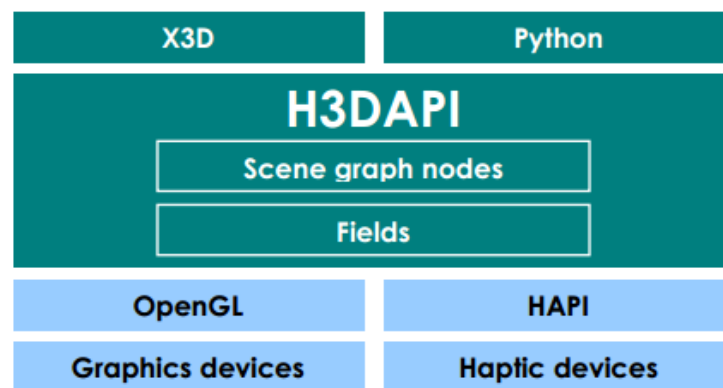 X3D
Python
H3DAPI
Scene graph nodes
Fields
OpenGL
HAPI
Graphics devices
Haptic devices